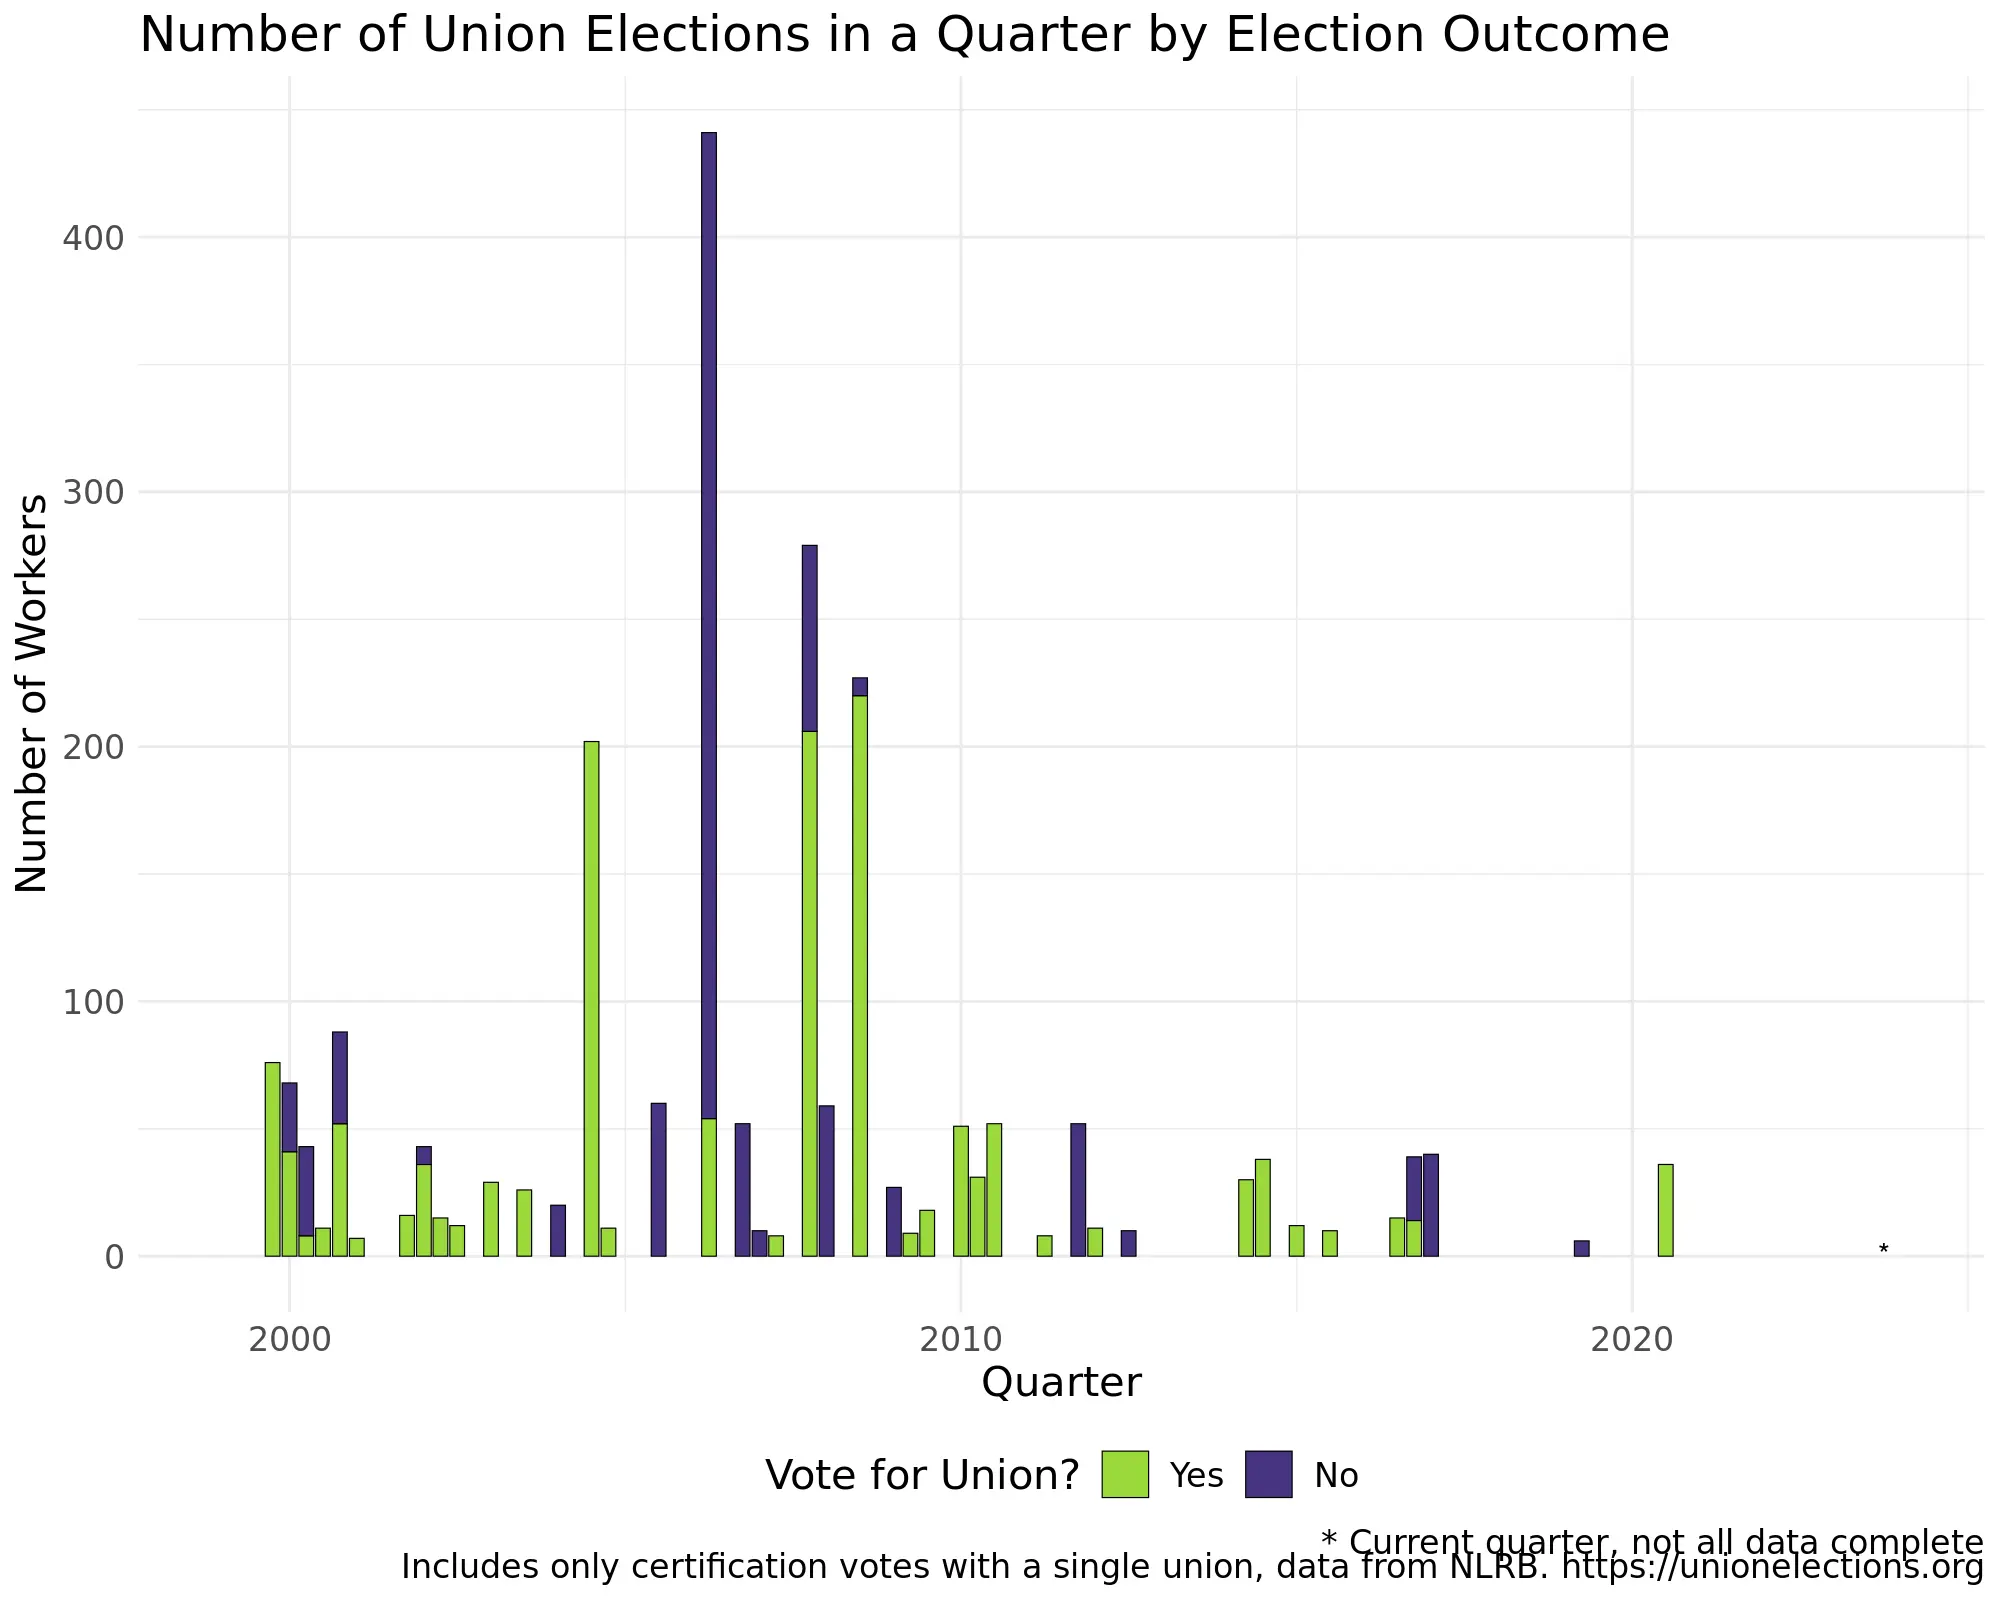 Number of Union Elections in a Quarter by Election Outcome
Number of Workers
400
300
200
100
0
*
2000
2010
2020
Quarter
Vote for Union? Yes No
* Current quarter, not all data complete
Includes only certification votes with a single union, data from NLRB. https://unionelections.org